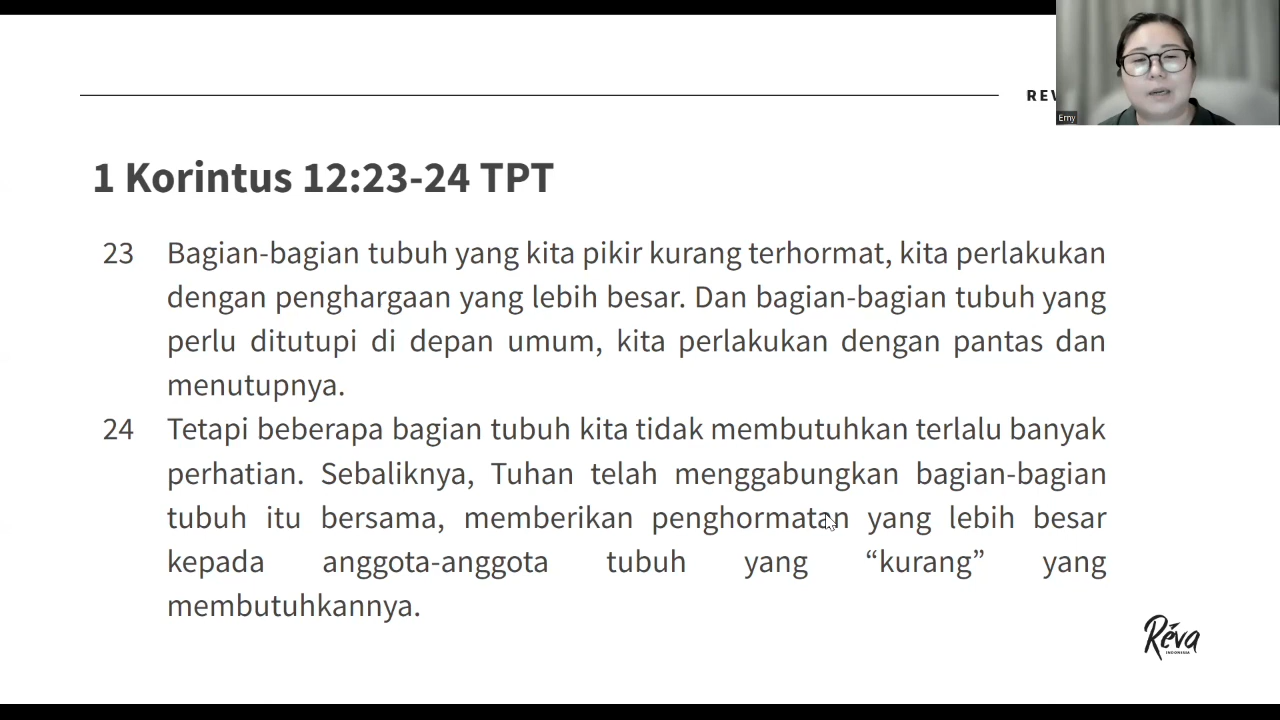 REV
Erny
1 Korintus 12:23-24 TPT
23 Bagian-bagian tubuh yang kita pikir kurang terhormat, kita perlakukan
dengan penghargaan yang lebih besar. Dan bagian-bagian tubuh yang
perlu ditutupi di depan umum, kita perlakukan dengan pantas dan
menutupnya.
24 Tetapi beberapa bagian tubuh kita tidak membutuhkan terlalu banyak
perhatian. Sebaliknya, Tuhan telah menggabungkan bagian-bagian
tubuh itu bersama, memberikan penghormatan yang lebih besar
kepada anggota-anggota tubuh yang “kurang” yang
membutuhkannya.
Réva
INDONESIA